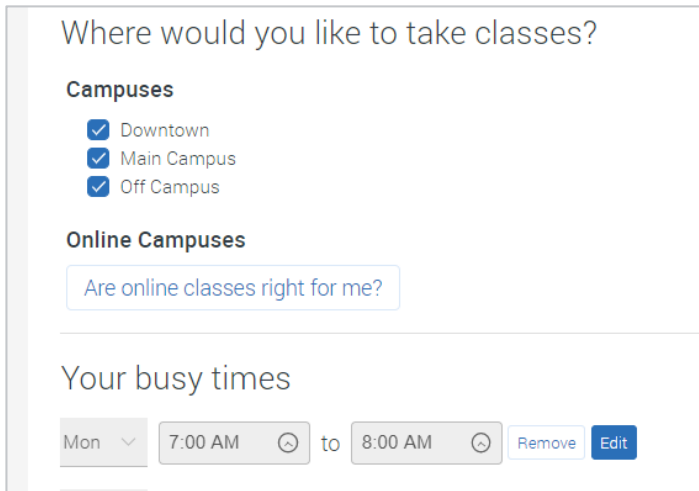 Where would you like to take classes?
Campuses
Downtown
Main Campus
Off Campus
Online Campuses
Are online classes right for me?
Your busy times
Mon 7:00 AM to 8:00 AM Remove Edit